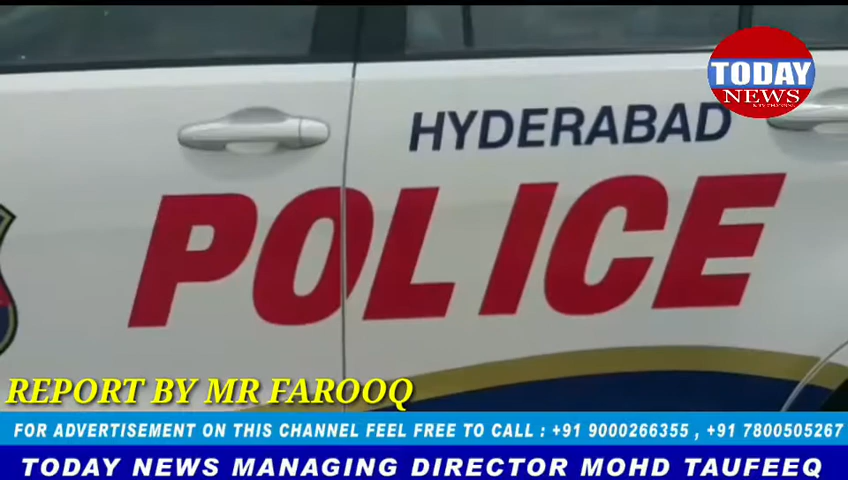 HYDERABAD
TODAY
NEWS
POLICE
REPORT BY MR FAROOQ
FOR ADVERTISEMENT ON THIS CHANNEL FEEL FREE TO CALL : +91 9000266355 , +91 7800505267
TODAY NEWS MANAGING DIRECTOR MOHD TAUFEEQ